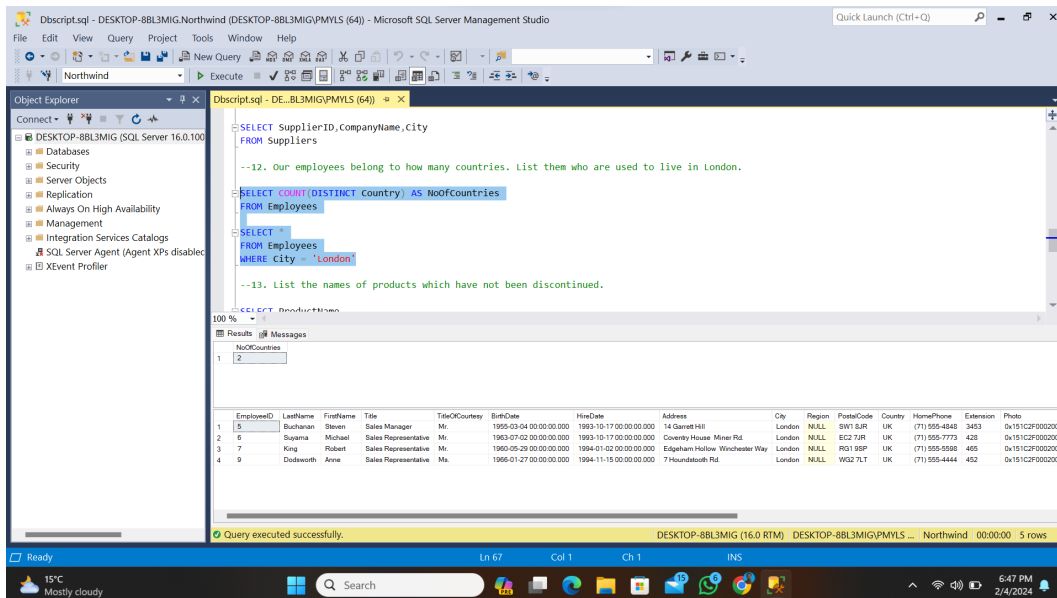 Dbscript.sql - DESKTOP-8BL3MIG.Northwind (DESKTOP-8BL3MIG\PMYLS (64)) - Microsoft SQL Server Management Studio
Quick Launch (Ctrl+Q)
File Edit View Query Project Tools Window Help
New Query
Northwind
Execute
Object Explorer
Dbscript.sql - DE...BL3MIG\PMYLS (64))
Connect
DESKTOP-8BL3MIG (SQL Server 16.0.100
Databases
Security
Server Objects
Replication
Always On High Availability
Management
Integration Services Catalogs
SQL Server Agent (Agent XPs disablec
XEvent Profiler
SELECT SupplierID,CompanyName,City
FROM Suppliers
--12. Our employees belong to how many countries. List them who are used to live in London.
SELECT COUNT(DISTINCT Country) AS NoOfCountries
FROM Employees
SELECT *
FROM Employees
WHERE City = 'London'
--13. List the names of products which have not been discontinued.
SELECT ProductName
100 %
Results Messages
NoOfCountries
1 2
EmployeeID LastName FirstName Title TitleOfCourtesy BirthDate HireDate Address City Region PostalCode Country HomePhone Extension Photo
1 5 Buchanan Steven Sales Manager Mr. 1955-03-04 00:00:00.000 1993-10-17 00:00:00.000 14 Garrett Hill London NULL SW1 8JR UK (71) 555-4848 3453 0x151C2F000200
2 6 Suyama Michael Sales Representative Mr. 1963-07-02 00:00:00.000 1993-10-17 00:00:00.000 Coventry House Miner Rd. London NULL EC2 7JR UK (71) 555-7773 428 0x151C2F000200
3 7 King Robert Sales Representative Mr. 1960-05-29 00:00:00.000 1994-01-02 00:00:00.000 Edgeham Hollow Winchester Way London NULL RG1 9SP UK (71) 555-5598 465 0x151C2F000200
4 9 Dodsworth Anne Sales Representative Ms. 1966-01-27 00:00:00.000 1994-11-15 00:00:00.000 7 Houndstooth Rd. London NULL WG2 7LT UK (71) 555-4444 452 0x151C2F000200
Query executed successfully. DESKTOP-8BL3MIG (16.0 RTM) DESKTOP-8BL3MIG\PMYLS ... Northwind 00:00:00 5 rows
Ready Ln 67 Col 1 Ch 1 INS
15°C
Mostly cloudy
Search
PRE
15
6
6:47 PM
2/4/2024